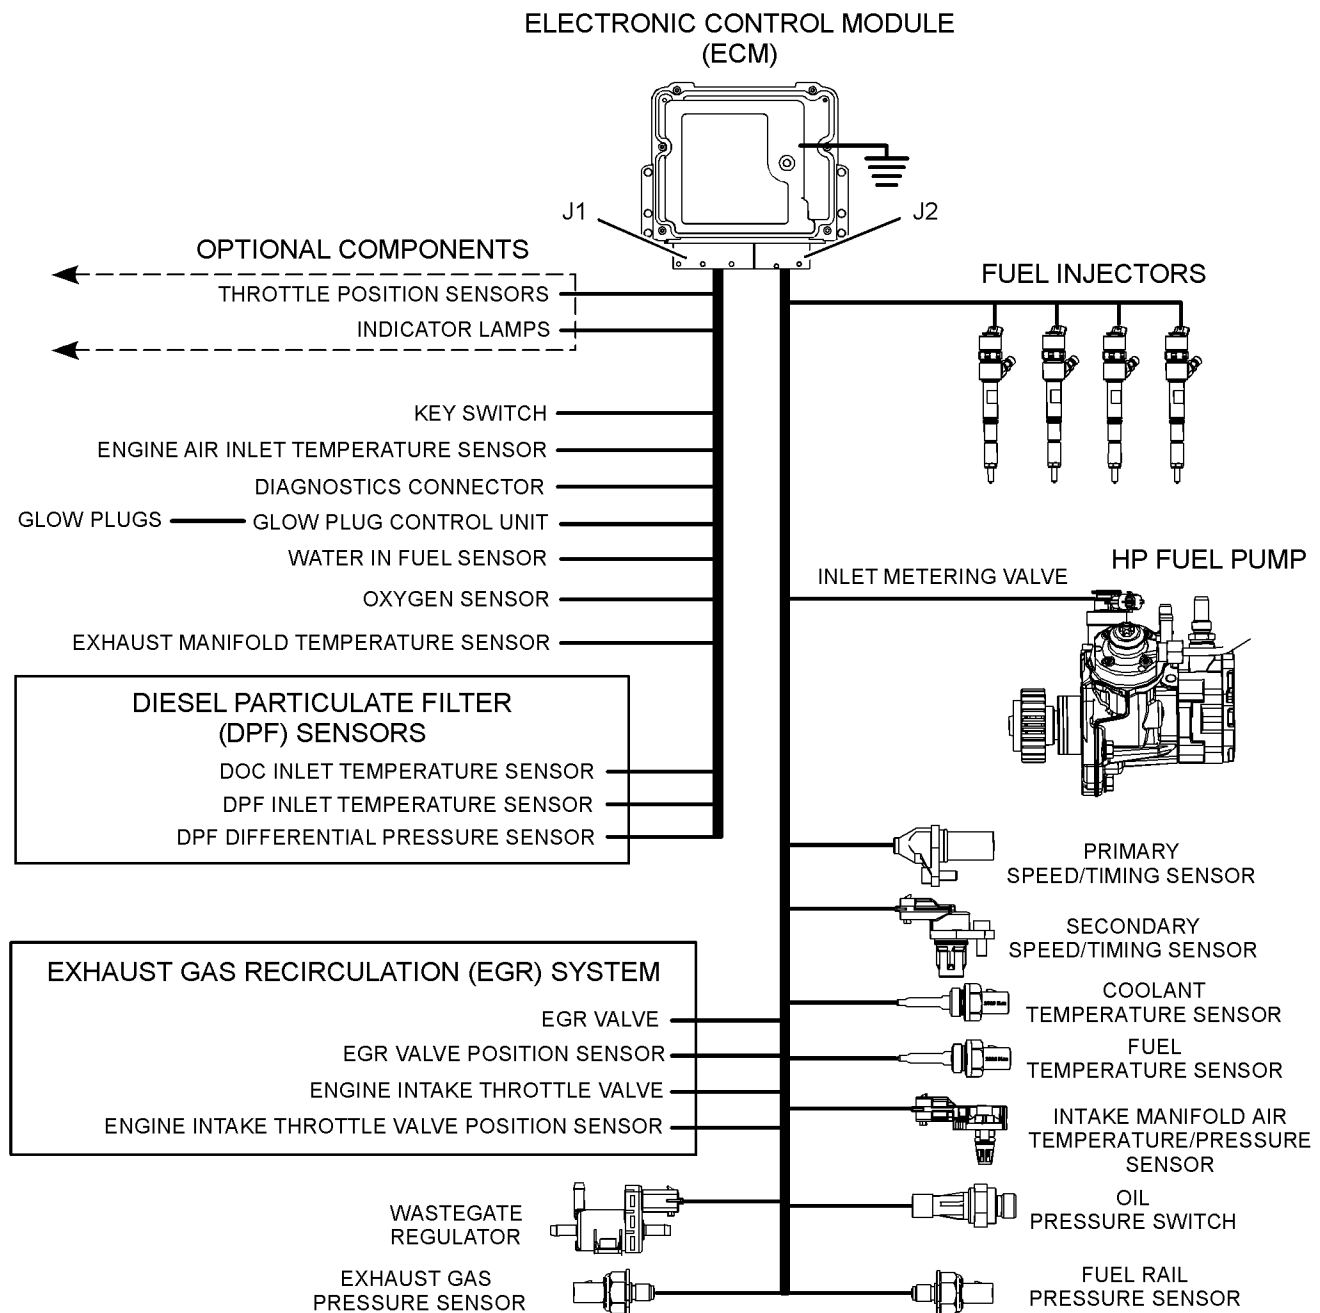 ELECTRONIC CONTROL MODULE
(ECM)
J1
J2
OPTIONAL COMPONENTS
THROTTLE POSITION SENSORS
INDICATOR LAMPS
KEY SWITCH
ENGINE AIR INLET TEMPERATURE SENSOR
DIAGNOSTICS CONNECTOR
GLOW PLUGS
GLOW PLUG CONTROL UNIT
WATER IN FUEL SENSOR
OXYGEN SENSOR
EXHAUST MANIFOLD TEMPERATURE SENSOR
DIESEL PARTICULATE FILTER
(DPF) SENSORS
DOC INLET TEMPERATURE SENSOR
DPF INLET TEMPERATURE SENSOR
DPF DIFFERENTIAL PRESSURE SENSOR
EXHAUST GAS RECIRCULATION (EGR) SYSTEM
EGR VALVE
EGR VALVE POSITION SENSOR
ENGINE INTAKE THROTTLE VALVE
ENGINE INTAKE THROTTLE VALVE POSITION SENSOR
WASTEGATE
REGULATOR
EXHAUST GAS
PRESSURE SENSOR
FUEL INJECTORS
HP FUEL PUMP
INLET METERING VALVE
PRIMARY
SPEED/TIMING SENSOR
SECONDARY
SPEED/TIMING SENSOR
COOLANT
TEMPERATURE SENSOR
FUEL
TEMPERATURE SENSOR
INTAKE MANIFOLD AIR
TEMPERATURE/PRESSURE
SENSOR
OIL
PRESSURE SWITCH
FUEL RAIL
PRESSURE SENSOR